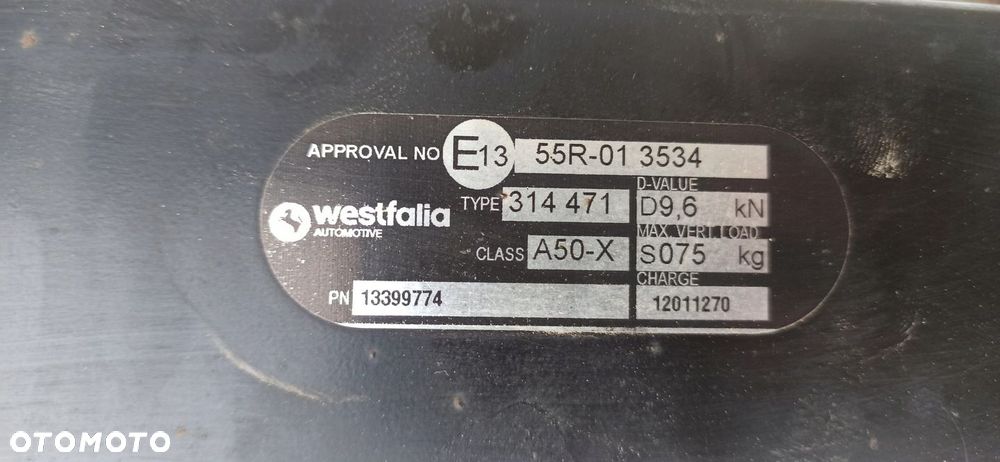 APPROVAL NO E13 55R-01 3534
D-VALUE
TYPE 314 471 D9,6 kN
westfalia
AUTOMOTIVE
MAX VERT LOAD
CLASS A50-X S075 kg
CHARGE
PN 13399774 12011270
OTOMOTO